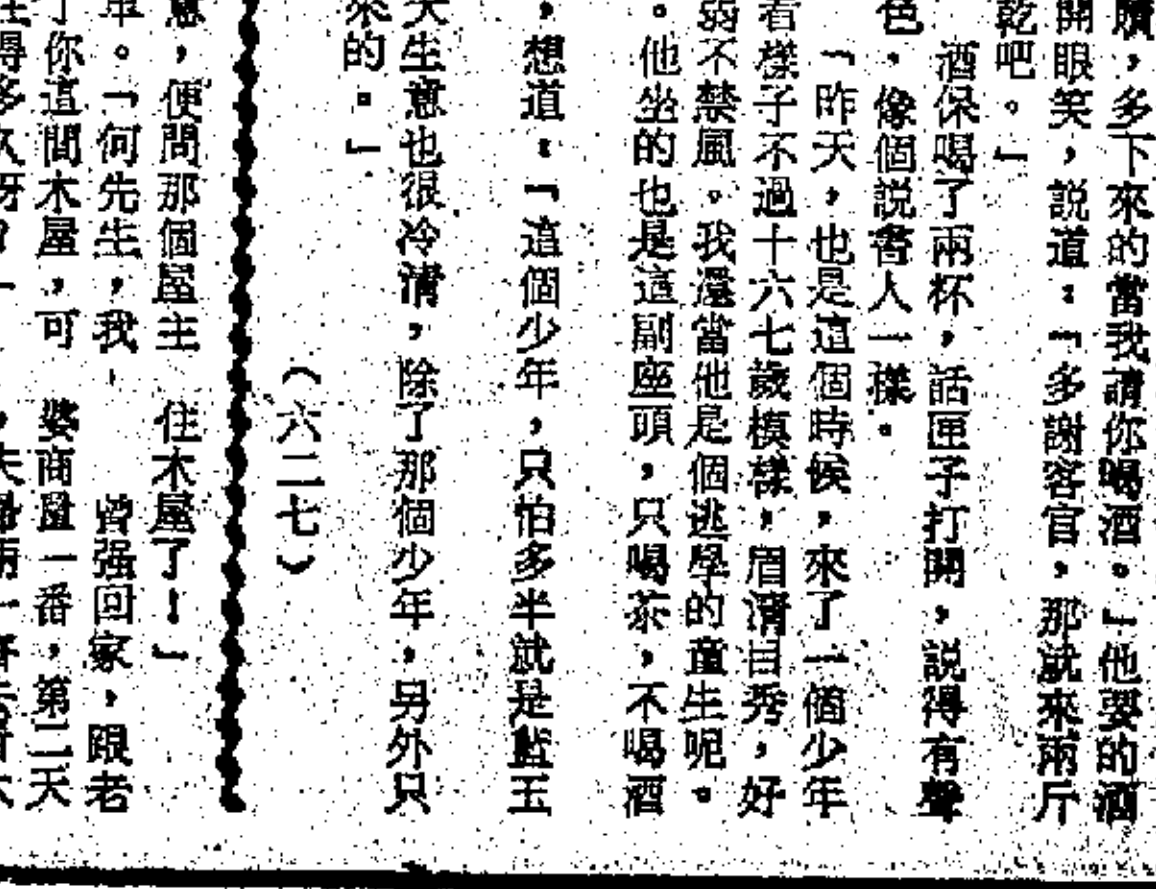 牘，多下來的當我請你喝酒。」他要的酒
開眼笑，説道：「多謝客官，那就來兩斤
乾吧。」
酒保喝了兩杯，話匣子打開，説得有聲
色，像個説書人一樣。
「昨天，也是這個時候，來了一個少年
着樣子不過十六七歲模樣，眉清目秀，好
弱不禁風。我還當他是個逃學的童生呢。
。他坐的也是這副座頭，只喝茶，不喝酒
，想道：「這個少年，只怕多半就是藍玉
天生意也很冷清，除了那個少年，另外只
來的。」
（六二七）
意，便問那個屋主
。「何先生，我
了你這間木屋，可
住木屋了！」
曾强回家，跟老
婆商量一番，第二天